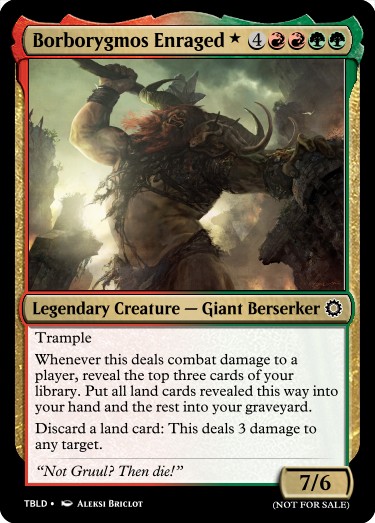 Borborygmos Enraged ★ 4
Legendary Creature — Giant Berserker
Trample
Whenever this deals combat damage to a
player, reveal the top three cards of your
library. Put all land cards revealed this way into
your hand and the rest into your graveyard.
Discard a land card: This deals 3 damage to
any target.
"Not Gruul? Then die!"
7/6
TBLD • Aleksi Briclot
(NOT FOR SALE)